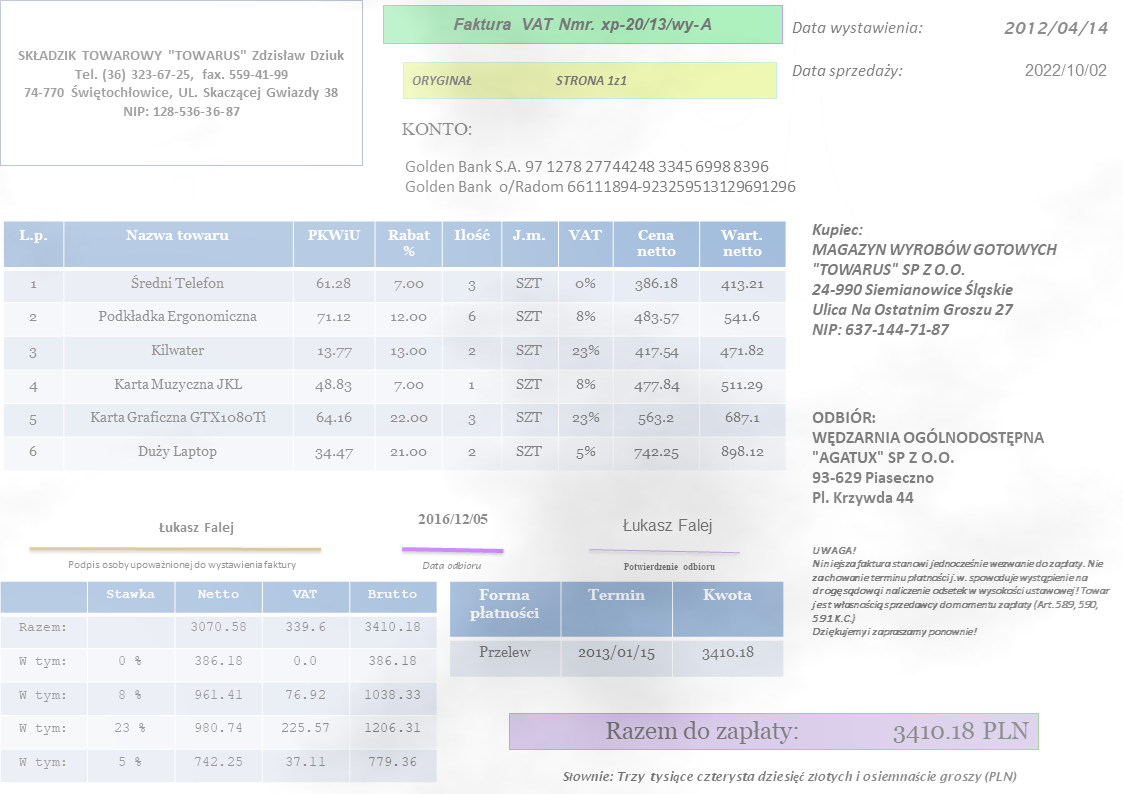 SKŁADZIK TOWAROWY "TOWARUS" Zdzisław Dziuk
Tel. (36) 323-67-25, fax. 559-41-99
74-770 Świętochłowice, UL. Skaczącej Gwiazdy 38
NIP: 128-536-36-87
Faktura VAT Nmr. xp-20/13/wy-A
ORYGINAŁ STRONA 1z1
Data wystawienia: 2012/04/14
Data sprzedaży: 2022/10/02
KONTO:
Golden Bank S.A. 97 1278 27744248 3345 6998 8396
Golden Bank o/Radom 66111894-923259513129691296
L.p. Nazwa towaru PKWiU Rabat % Ilość J.m. VAT Cena netto Wart. netto
1 Średni Telefon 61.28 7.00 3 SZT 0% 386.18 413.21
2 Podkładka Ergonomiczna 71.12 12.00 6 SZT 8% 483.57 541.6
3 Kilwater 13.77 13.00 2 SZT 23% 417.54 471.82
4 Karta Muzyczna JKL 48.83 7.00 1 SZT 8% 477.84 511.29
5 Karta Graficzna GTX1080Ti 64.16 22.00 3 SZT 23% 563.2 687.1
6 Duży Laptop 34.47 21.00 2 SZT 5% 742.25 898.12
Kupiec:
MAGAZYN WYROBÓW GOTOWYCH
"TOWARUS" SP Z O.O.
24-990 Siemianowice Śląskie
Ulica Na Ostatnim Groszu 27
NIP: 637-144-71-87
ODBIÓR:
WĘDZARNIA OGÓLNODOSTĘPNA
"AGATUX" SP Z O.O.
93-629 Piaseczno
Pl. Krzywda 44
Łukasz Falej
Podpis osoby upoważnionej do wystawienia faktury
2016/12/05
Data odbioru
Łukasz Falej
Potwierdzenie odbioru
UWAGA!
Niniejsza faktura stanowi jednocześnie wezwanie do zapłaty. Nie
zachowanie terminu płatności j.w. spowoduje wystąpienie na
drogę sądową i naliczenie odsetek w wysokości ustawowej! Towar
jest własnością sprzedawcy do momentu zapłaty (Art. 589, 590,
591 K.C.)
Dziękujemy i zapraszamy ponownie!
Stawka Netto VAT Brutto
Razem: 3070.58 339.6 3410.18
W tym: 0 % 386.18 0.0 386.18
W tym: 8 % 961.41 76.92 1038.33
W tym: 23 % 980.74 225.57 1206.31
W tym: 5 % 742.25 37.11 779.36
Forma płatności Termin Kwota
Przelew 2013/01/15 3410.18
Razem do zapłaty: 3410.18 PLN
Słownie: Trzy tysiące czterysta dziesięć złotych i osiemnaście groszy (PLN)